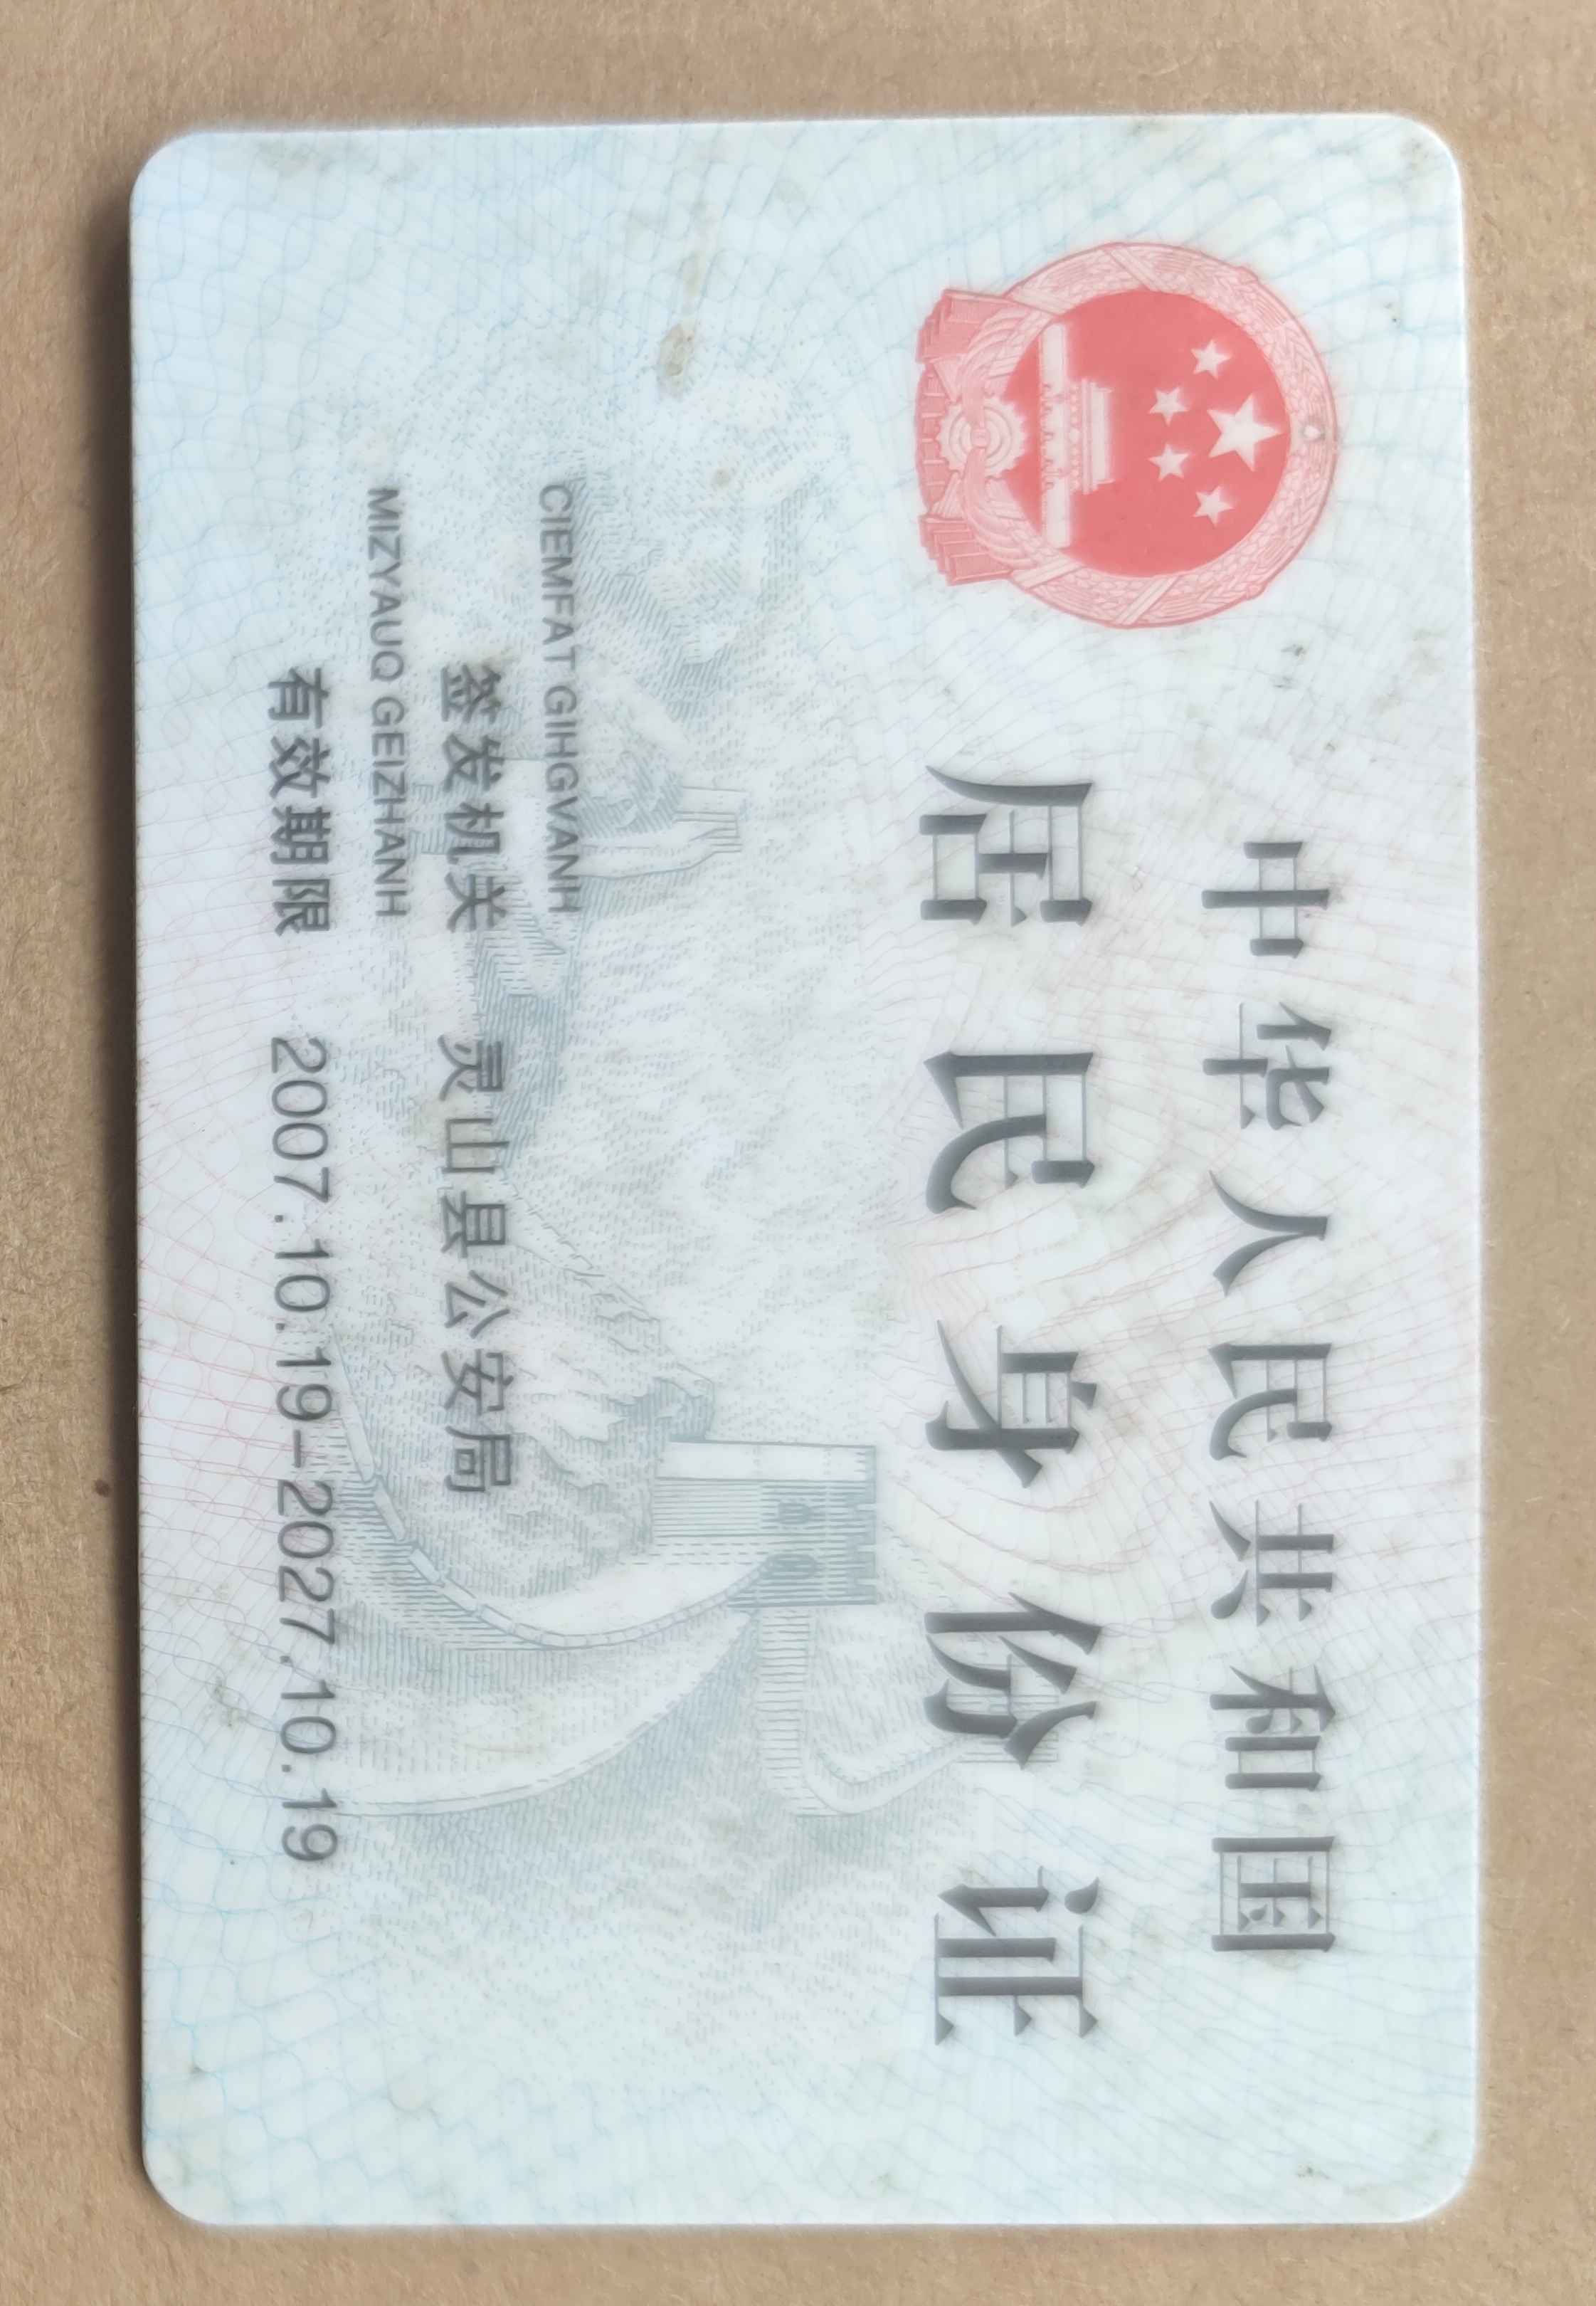 中华人民共和国
居民身份证
CIEMFAT GIHGVANH
签发机关 灵山县公安局
MIZYAUQ GEIZHANH
有效期限 2007.10.19-2027.10.19